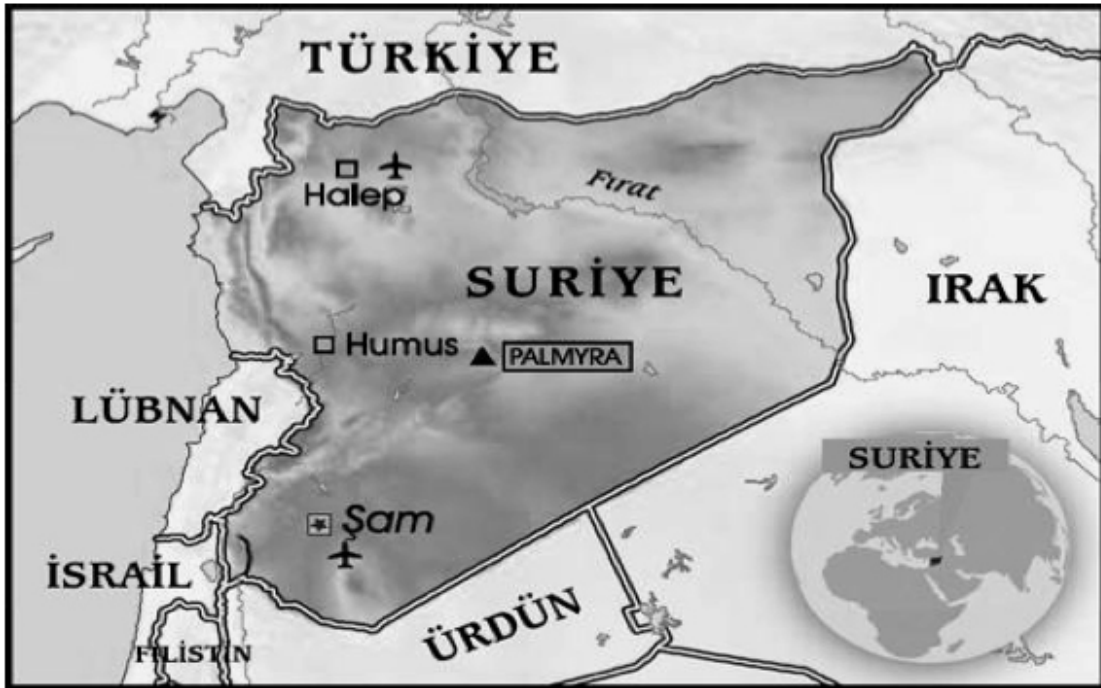 TÜRKİYE
Halep
Fırat
SURİYE
IRAK
Humus
PALMYRA
LÜBNAN
SURİYE
Şam
İSRAİL
ÜRDÜN
FİLİSTİN